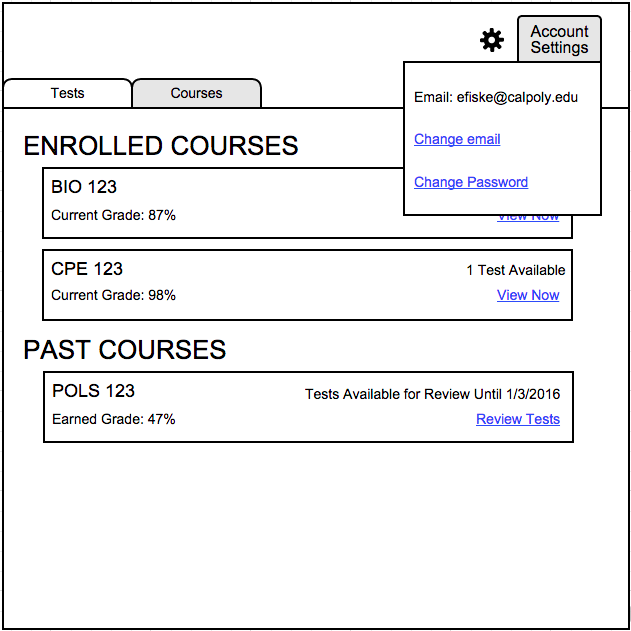 Account
Settings
Tests
Courses
Email: efiske@calpoly.edu
Change email
Change Password
ENROLLED COURSES
BIO 123
Current Grade: 87%
View Now
CPE 123
1 Test Available
Current Grade: 98%
View Now
PAST COURSES
POLS 123
Tests Available for Review Until 1/3/2016
Earned Grade: 47%
Review Tests